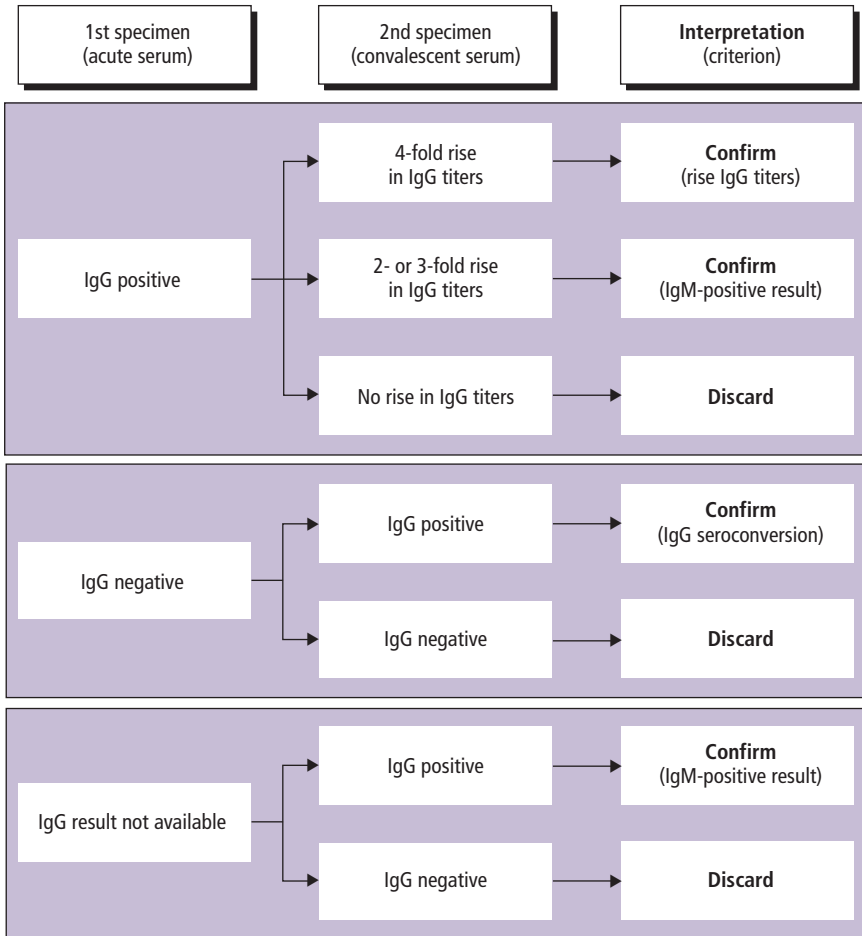 1st specimen
(acute serum)
2nd specimen
(convalescent serum)
Interpretation
(criterion)
IgG positive
4-fold rise
in IgG titers
Confirm
(rise IgG titers)
2- or 3-fold rise
in IgG titers
Confirm
(IgM-positive result)
No rise in IgG titers
Discard
IgG negative
IgG positive
Confirm
(IgG seroconversion)
IgG negative
Discard
IgG result not available
IgG positive
Confirm
(IgM-positive result)
IgG negative
Discard